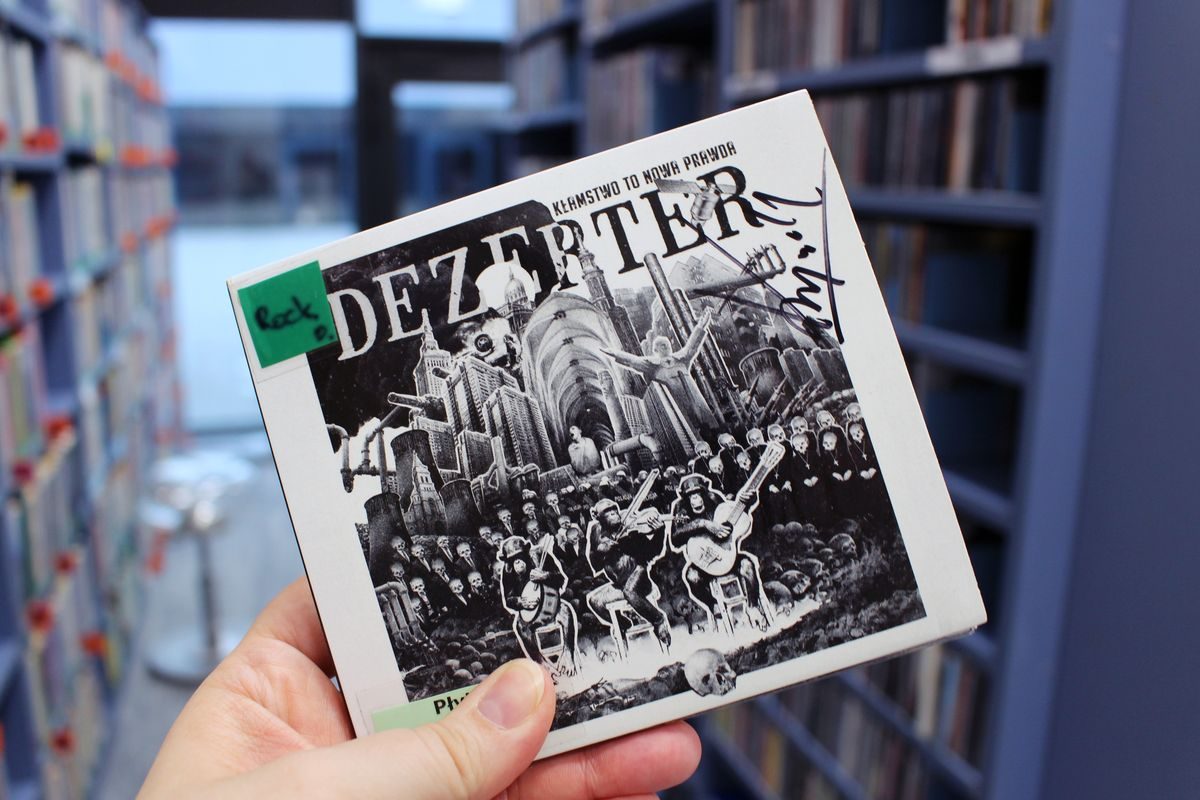 KŁAMSTWO TO NOWA PRAWDA
DEZERTER
Rock
D.